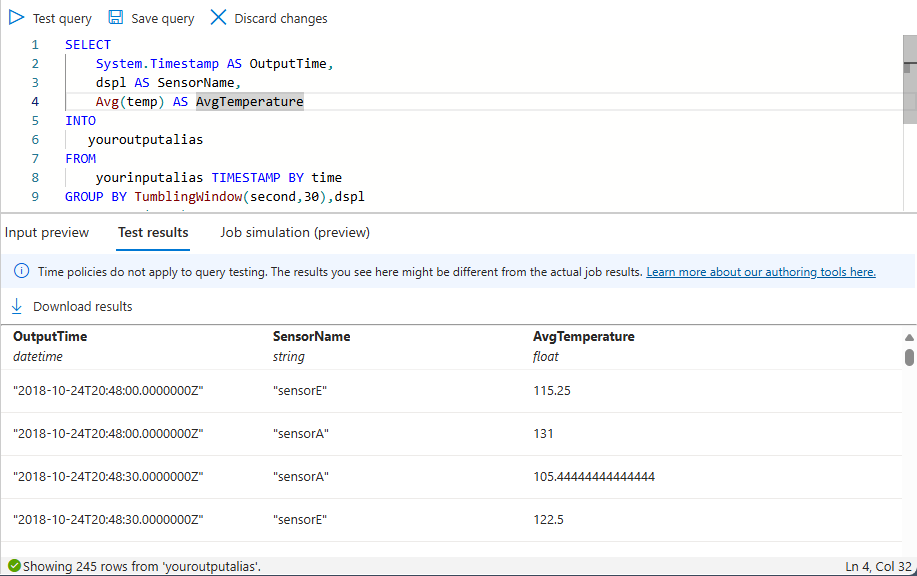 Test query Save query Discard changes
1 SELECT
2 System.Timestamp AS OutputTime,
3 dspl AS SensorName,
4 Avg(temp) AS AvgTemperature
5 INTO
6 youroutputalias
7 FROM
8 yourinputalias TIMESTAMP BY time
9 GROUP BY TumblingWindow(second,30),dspl
Input preview Test results Job simulation (preview)
Time policies do not apply to query testing. The results you see here might be different from the actual job results. Learn more about our authoring tools here.
Download results
OutputTime SensorName AvgTemperature
datetime string float
"2018-10-24T20:48:00.0000000Z" "sensorE" 115.25
"2018-10-24T20:48:00.0000000Z" "sensorA" 131
"2018-10-24T20:48:30.0000000Z" "sensorA" 105.44444444444444
"2018-10-24T20:48:30.0000000Z" "sensorE" 122.5
Showing 245 rows from 'youroutputalias'. Ln 4, Col 32